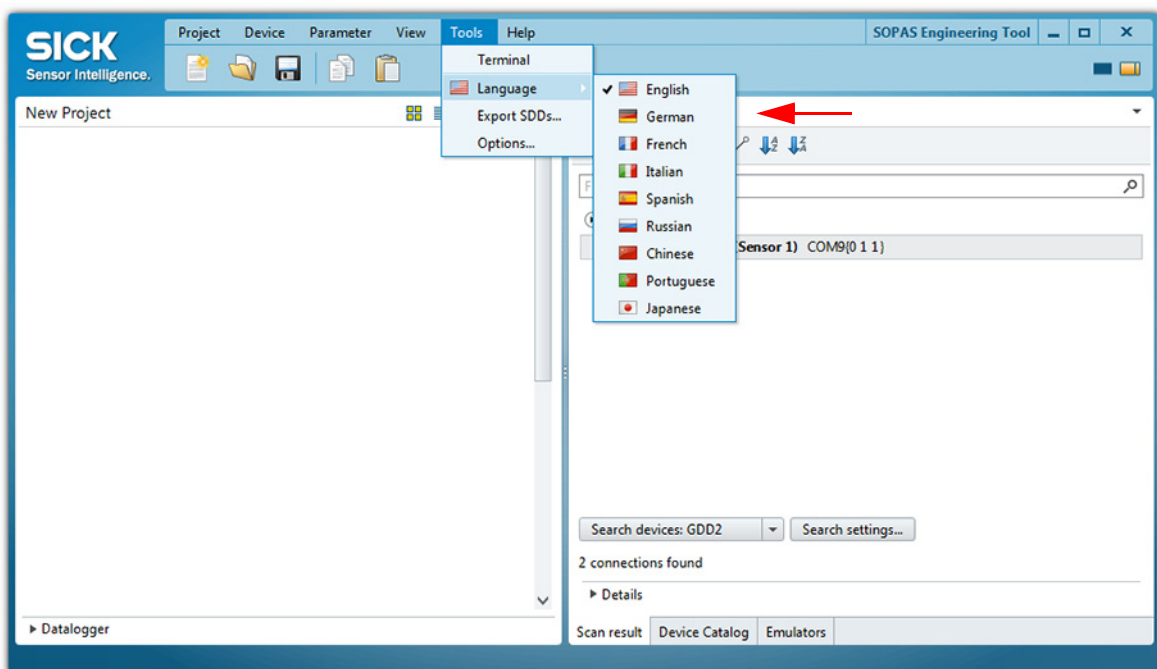 SICK
Sensor Intelligence.
Project Device Parameter View Tools Help
SOPAS Engineering Tool
Terminal
Language
Export SDDs...
Options...
English
German
French
Italian
Spanish
Russian
Chinese
Portuguese
Japanese
New Project
(Sensor 1) COM9{0 1 1}
Search devices: GDD2
Search settings...
2 connections found
Details
Datalogger
Scan result Device Catalog Emulators